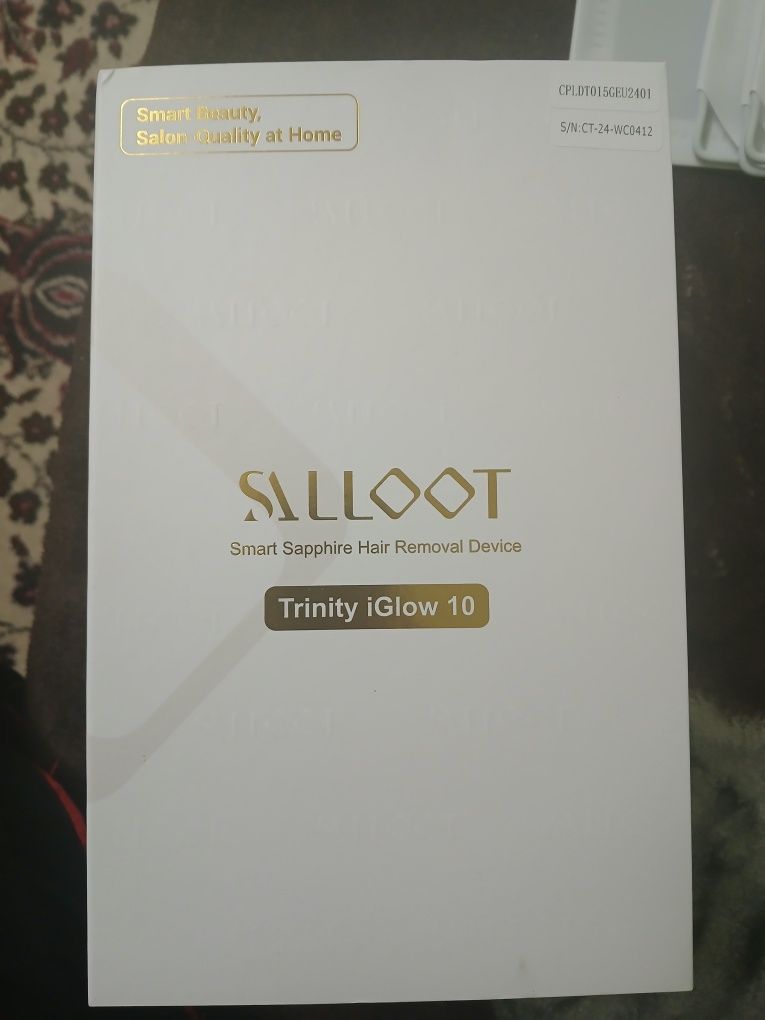 Smart Beauty,
Salon-Quality at Home
CPLDT015GEU2401
S/N:CT-24-WC0412
SALLOOT
Smart Sapphire Hair Removal Device
Trinity iGlow 10